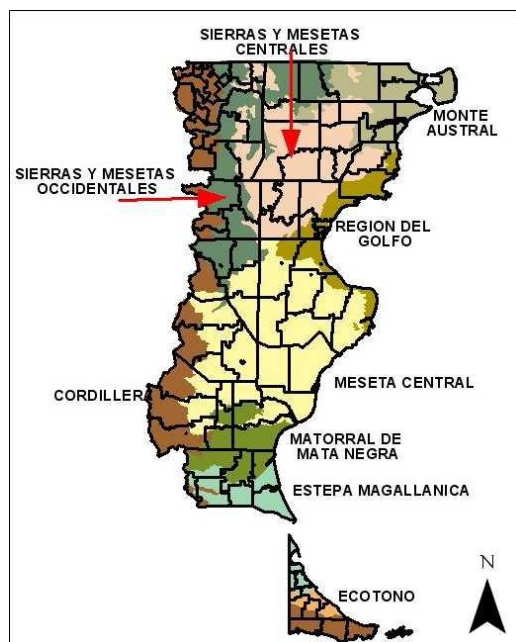 SIERRAS Y MESETAS
CENTRALES
MONTE
AUSTRAL
SIERRAS Y MESETAS
OCCIDENTALES
REGION DEL
GOLFO
MESETA CENTRAL
CORDILLERA
MATORRAL DE
MATA NEGRA
ESTEPA MAGALLANICA
ECOTONO
N